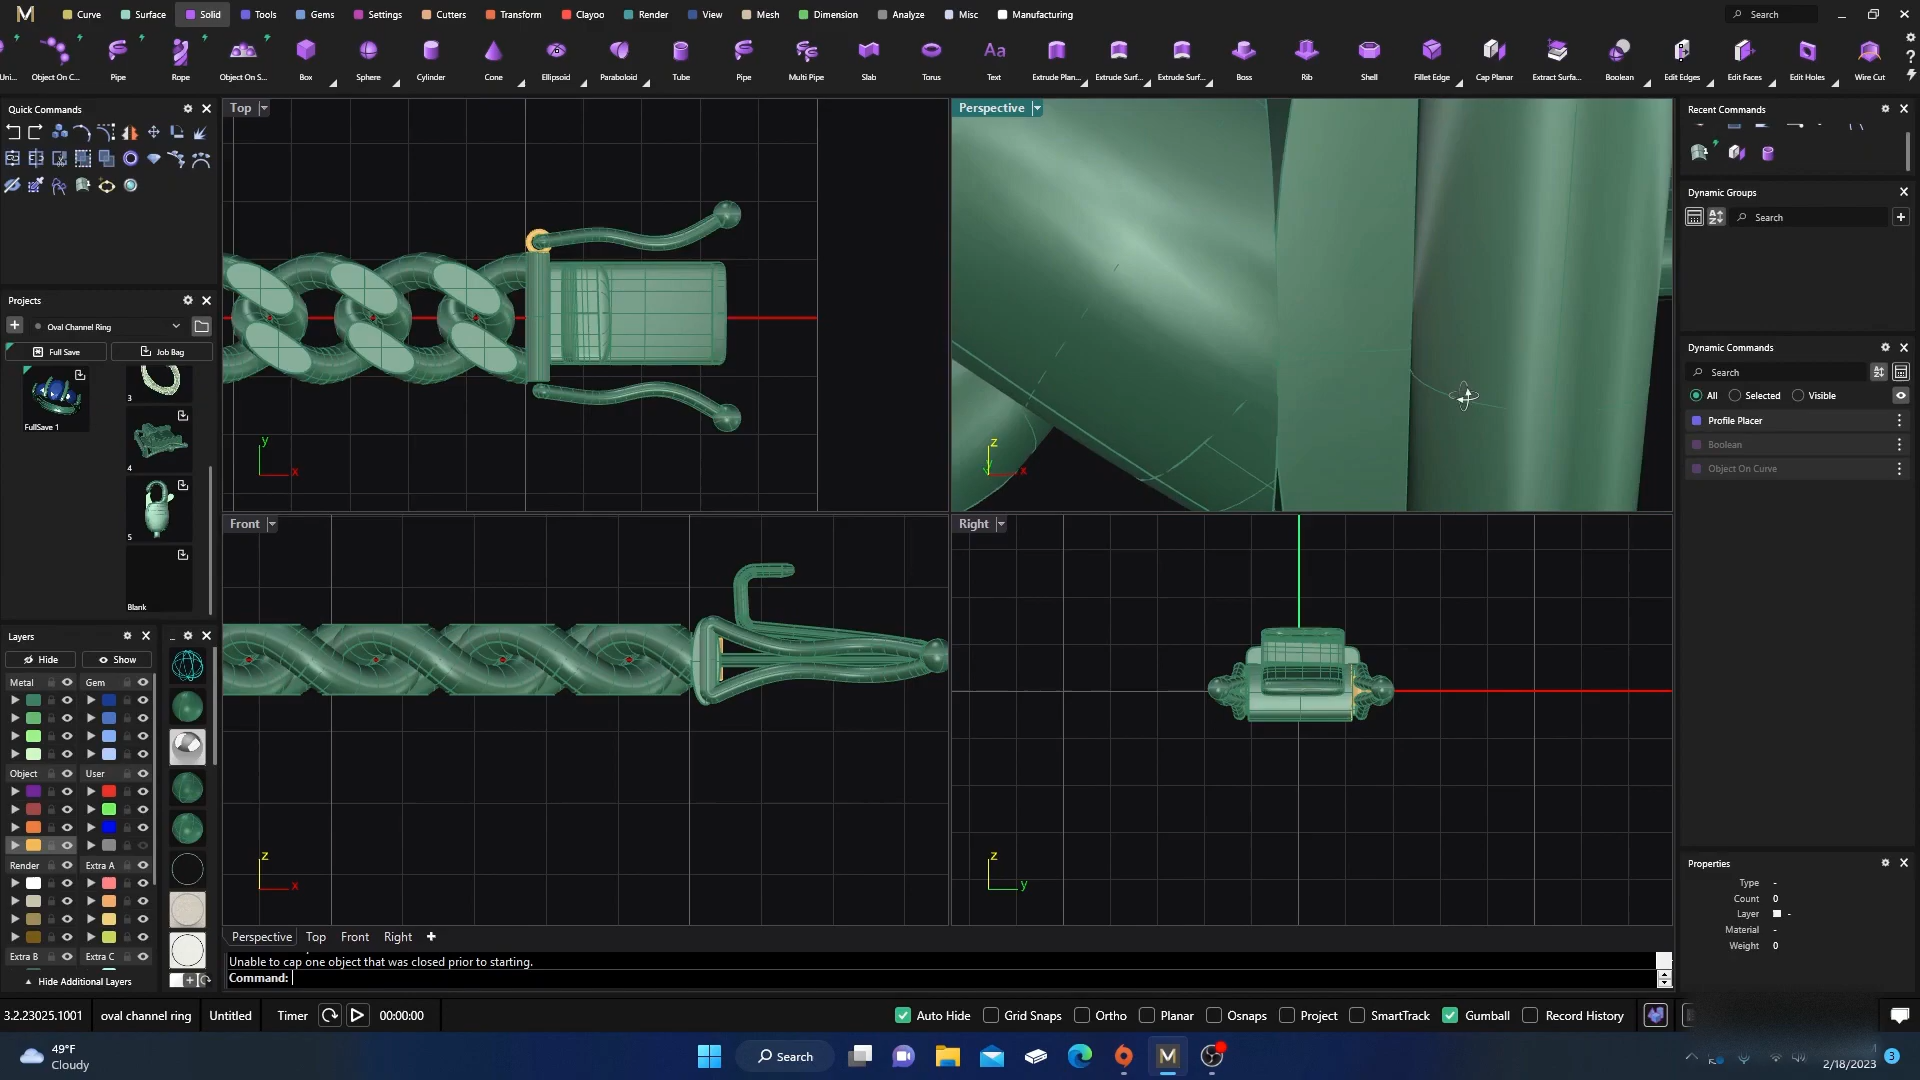 M Curve Surface Solid Tools Gems Settings Cutters Transform Clayoo Render View Mesh Dimension Analyze Misc Manufacturing Search
Uni... Object On C... Pipe Rope Object On S... Box Sphere Cylinder Cone Ellipsoid Paraboloid Tube Pipe Multi Pipe Slab Torus Text Extrude Plan... Extrude Surf... Extrude Surf... Boss Rib Shell Fillet Edge Cap Planar Extract Surfa... Boolean Edit Edges Edit Faces Edit Holes Wire Cut
Aa
?
Quick Commands
Projects
Oval Channel Ring
Full Save Job Bag
FullSave 1
3
4
5
Blank
Layers
Hide Show
Metal Gem
Object User
Render Extra A
Extra B Extra C
Hide Additional Layers
Top
y
x
Perspective
z
y
x
Front
z
x
Right
z
y
Perspective Top Front Right
Unable to cap one object that was closed prior to starting.
Command:
Recent Commands
Dynamic Groups
Search
Dynamic Commands
Search
All Selected Visible
Profile Placer
Boolean
Object On Curve
Properties
Type -
Count 0
Layer -
Material -
Weight 0
3.2.23025.1001 oval channel ring Untitled Timer 00:00:00 Auto Hide Grid Snaps Ortho Planar Osnaps Project SmartTrack Gumball Record History
49°F
Cloudy
Search
M
2/18/2023
3